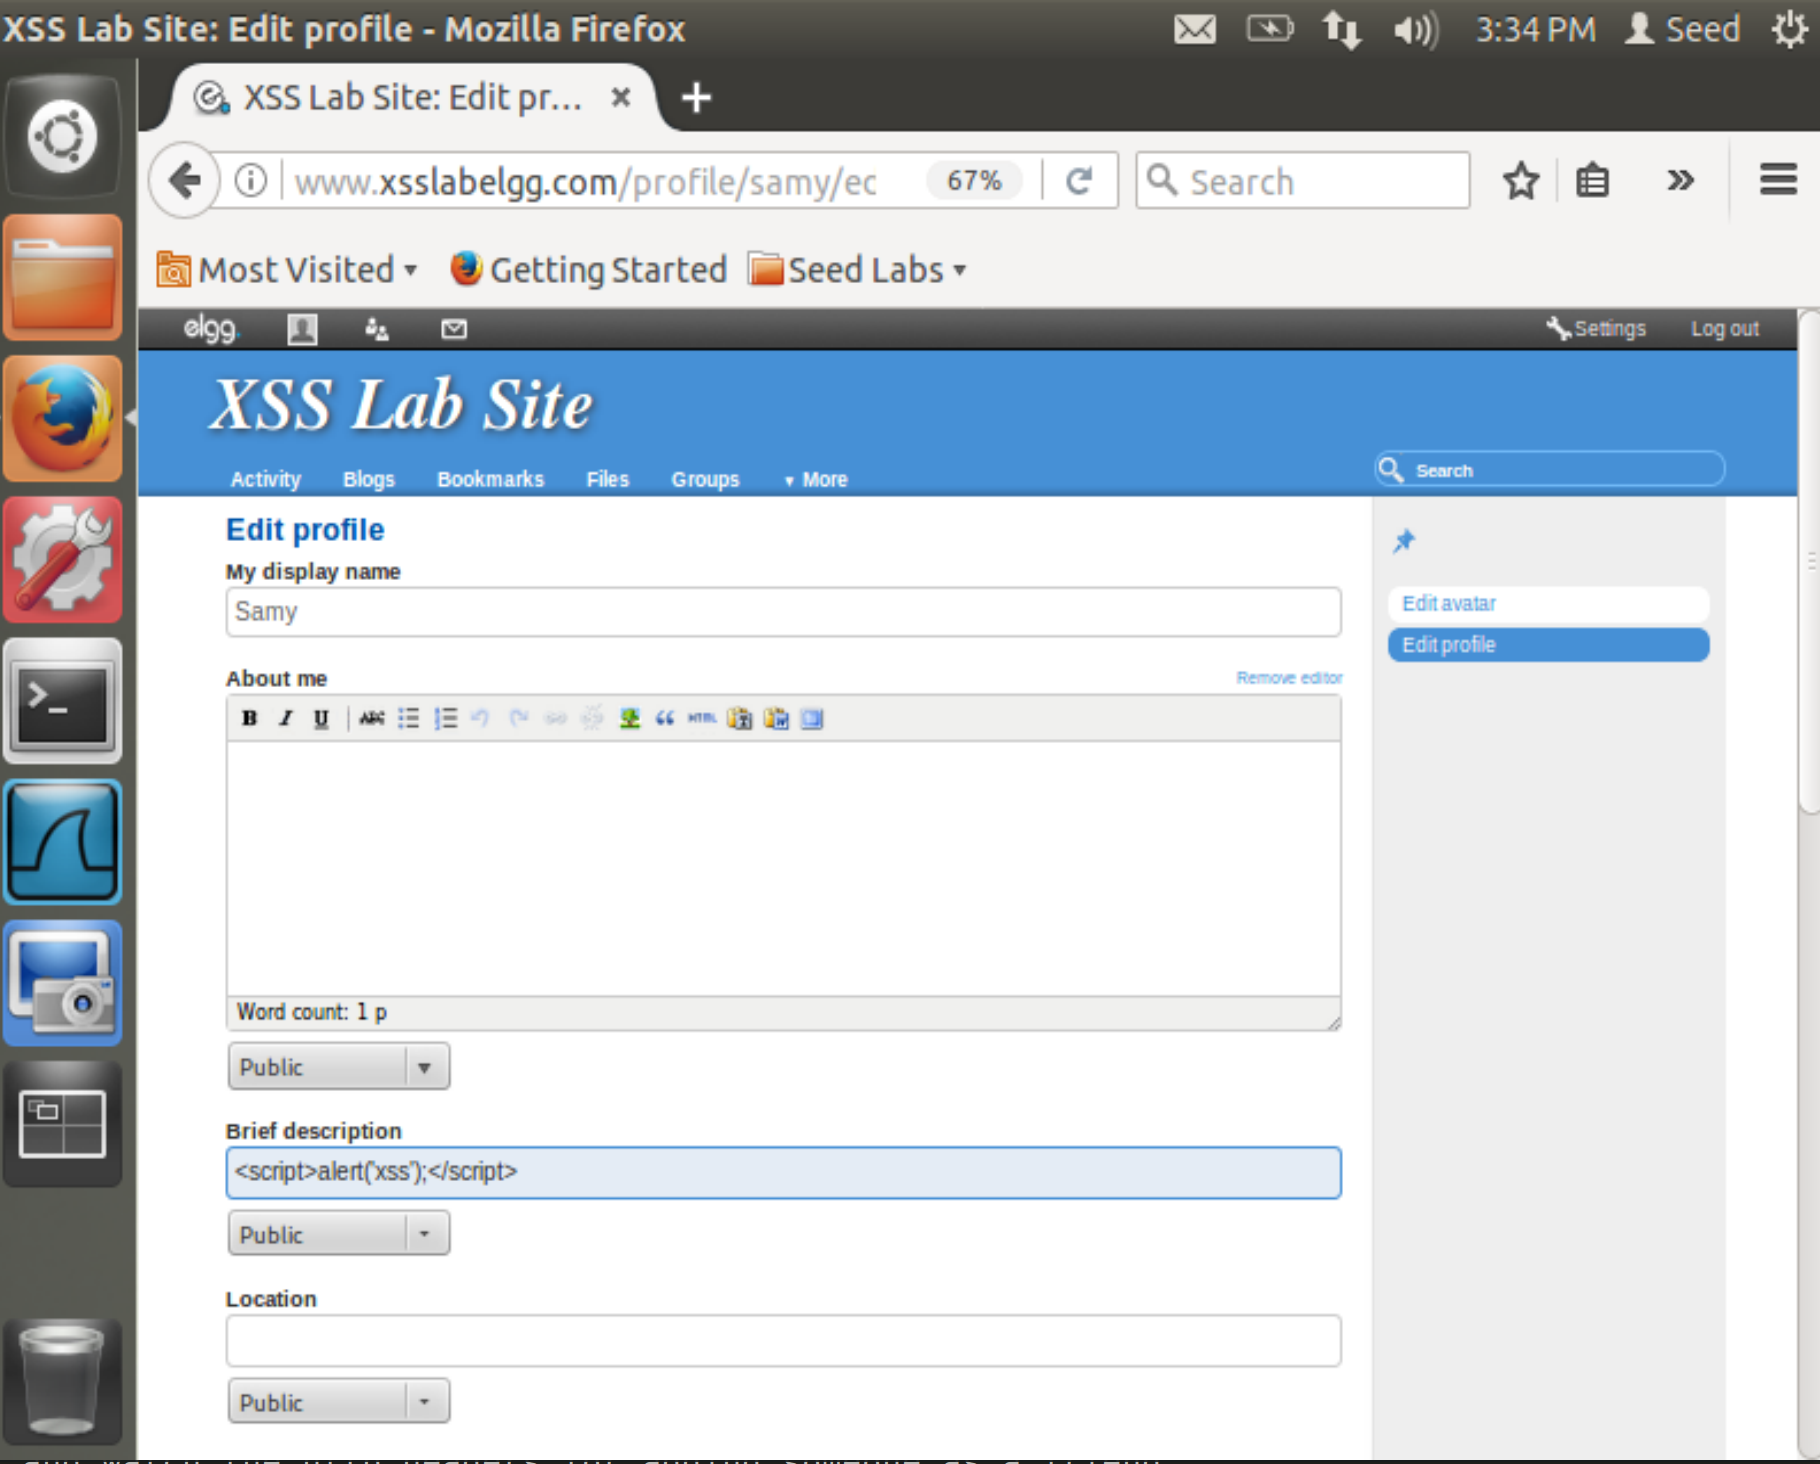 XSS Lab Site: Edit profile - Mozilla Firefox
3:34 PM Seed
XSS Lab Site: Edit pr...
www.xsslabelgg.com/profile/samy/ec 67% Search
Most Visited Getting Started Seed Labs
elgg. Settings Log out
XSS Lab Site
Activity Blogs Bookmarks Files Groups More Search
Edit profile
My display name
Samy
Edit avatar
Edit profile
About me Remove editor
B I U ABC HTML
Word count: 1 p
Public
Brief description
<script>alert('xss');</script>
Public
Location
Public